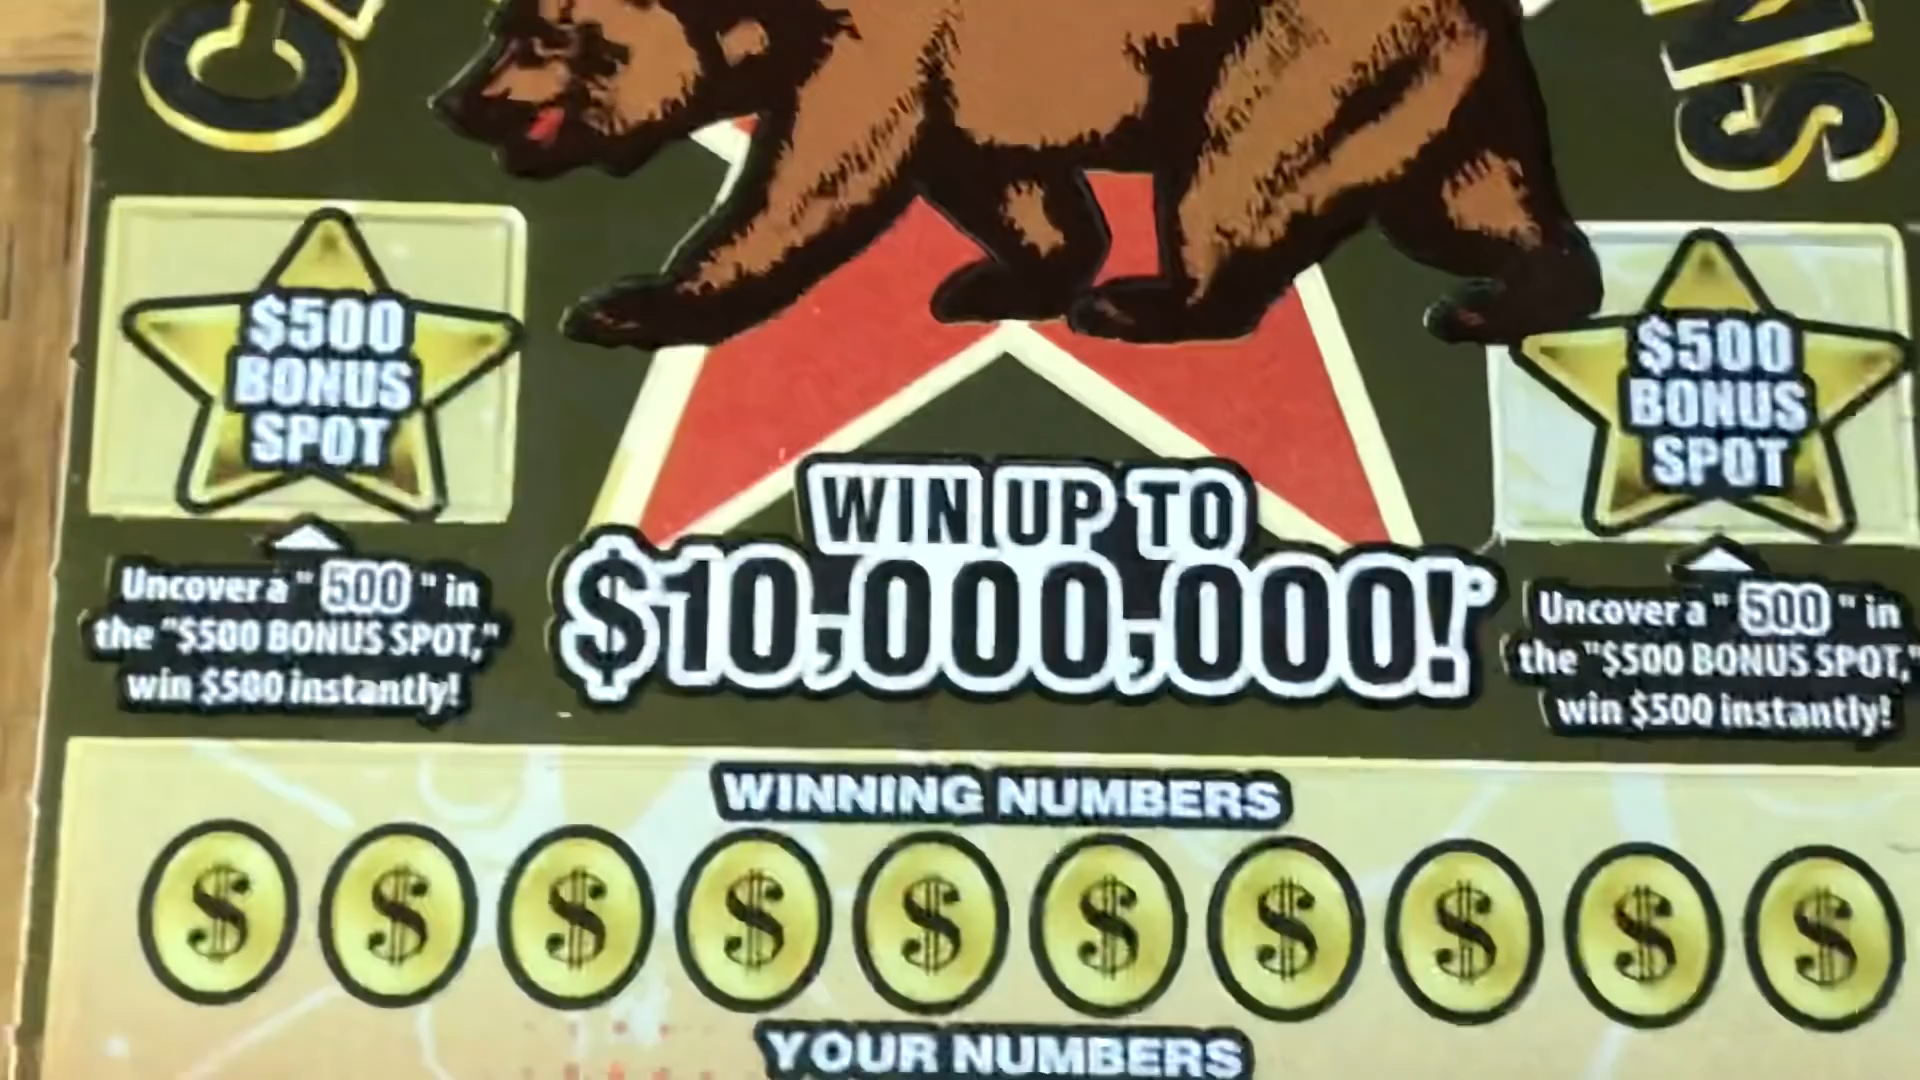 $500
BONUS
SPOT
$500
BONUS
SPOT
WIN UP TO
$10,000,000!
Uncover a "500" in
the "$500 BONUS SPOT,"
win $500 instantly!
Uncover a "500" in
the "$500 BONUS SPOT,"
win $500 instantly!
WINNING NUMBERS
$ $ $ $ $ $ $ $ $ $
YOUR NUMBERS